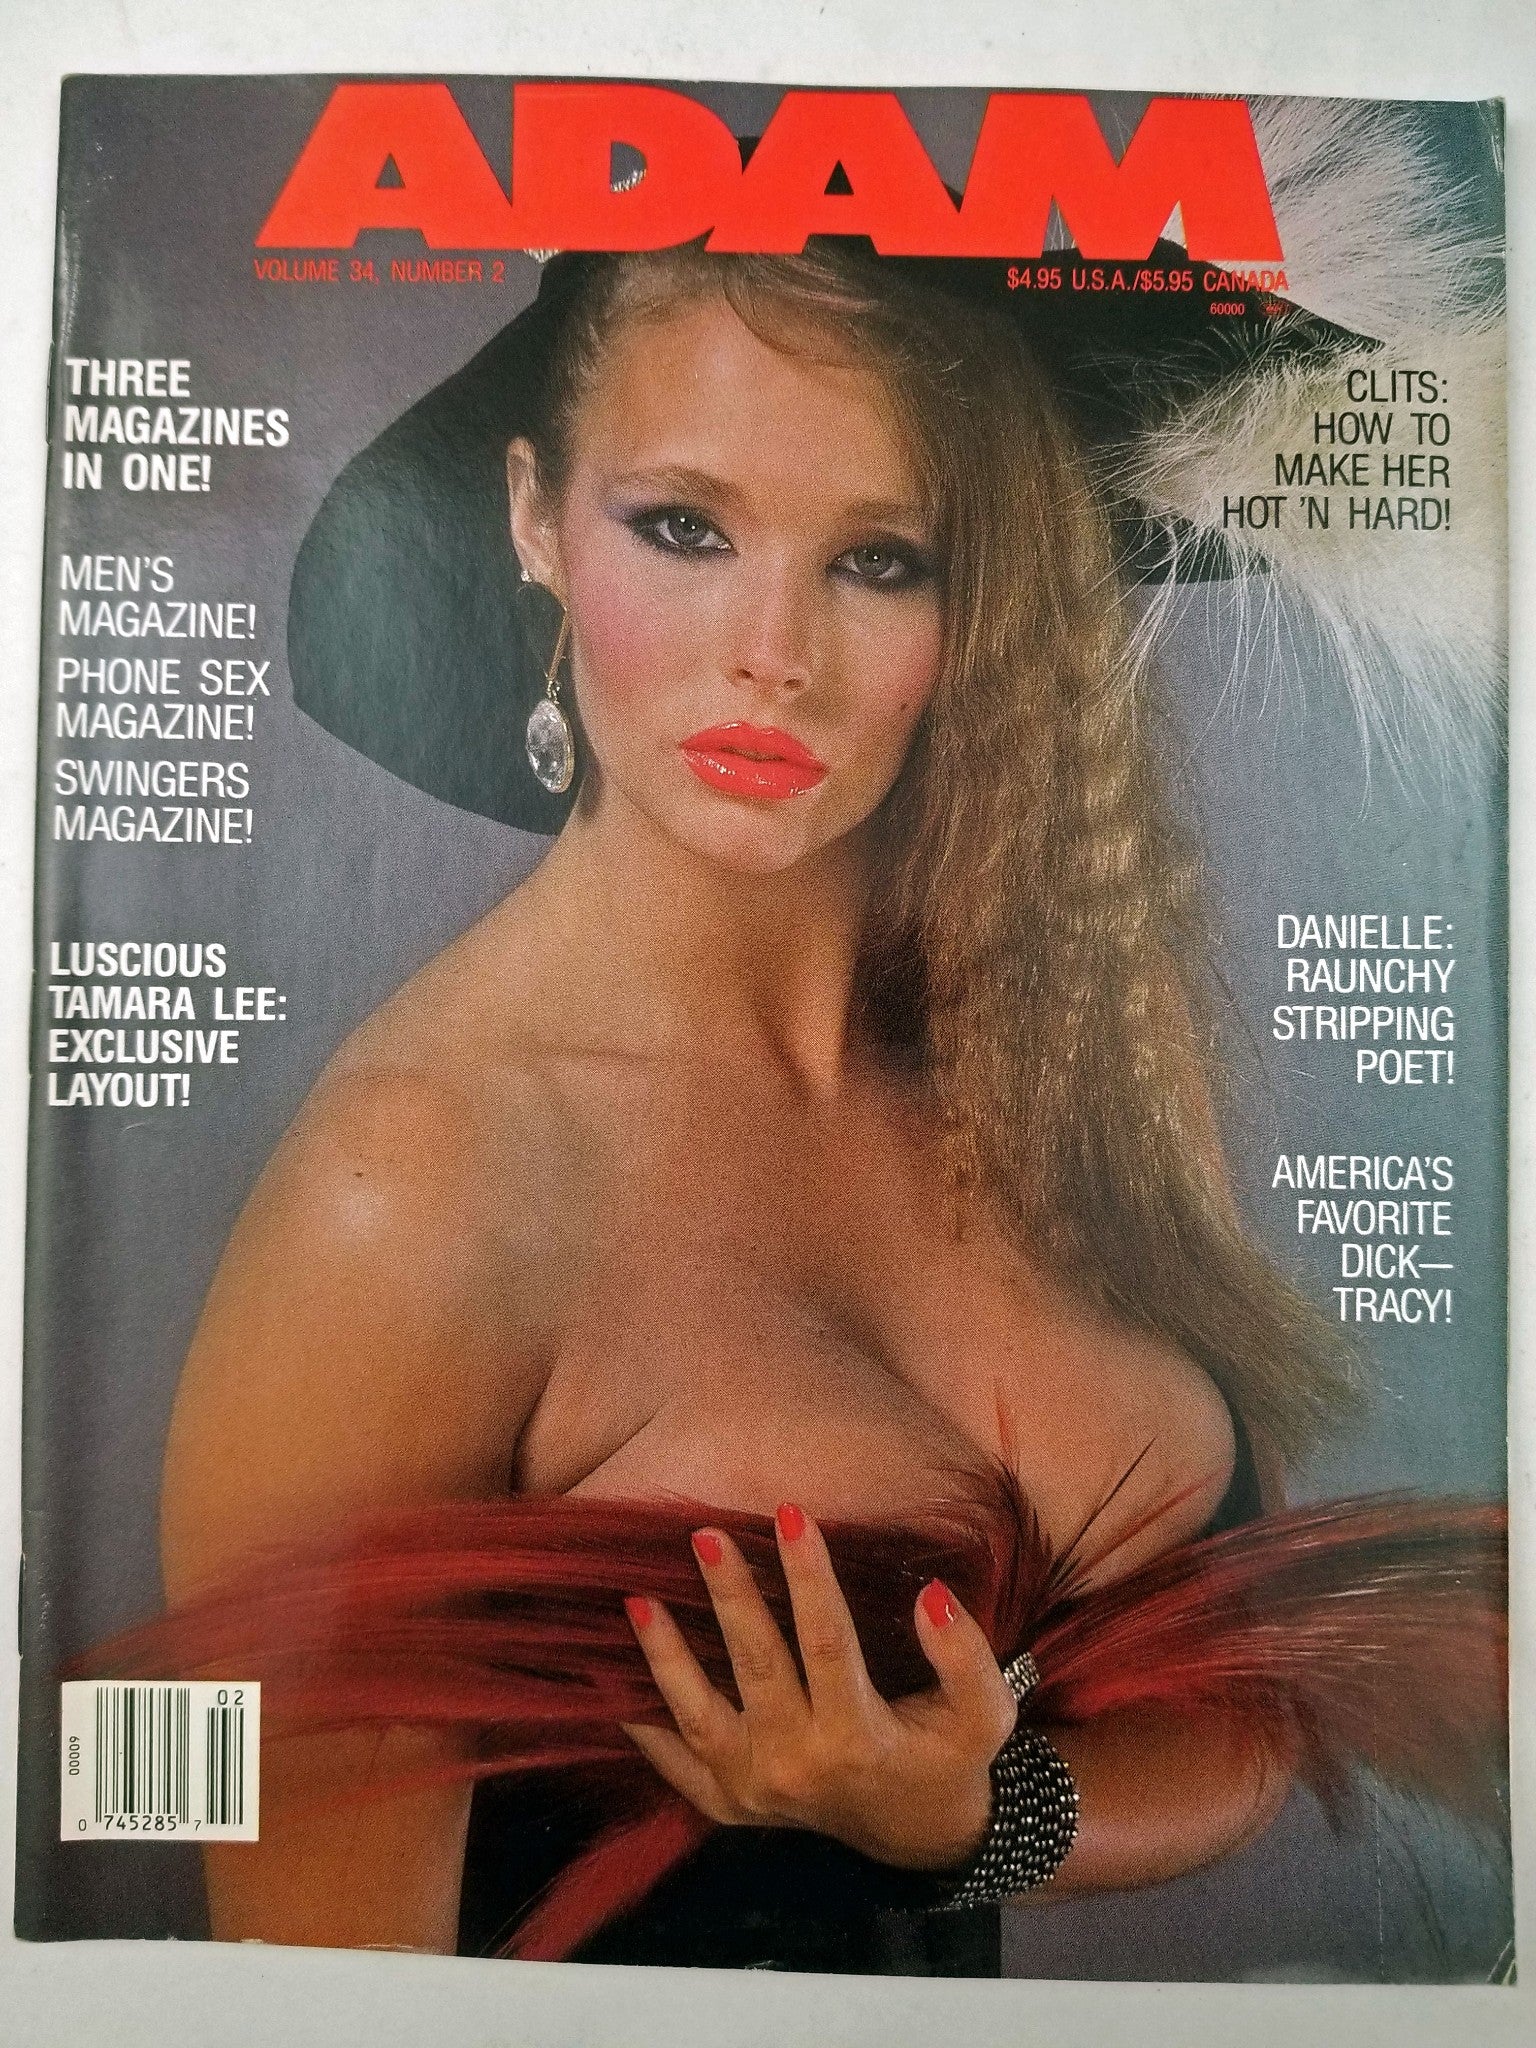 ADAM
VOLUME 34, NUMBER 2
$4.95 U.S.A./$5.95 CANADA
60000
THREE
MAGAZINES
IN ONE!
MEN'S
MAGAZINE!
PHONE SEX
MAGAZINE!
SWINGERS
MAGAZINE!
LUSCIOUS
TAMARA LEE:
EXCLUSIVE
LAYOUT!
CLITS:
HOW TO
MAKE HER
HOT 'N HARD!
DANIELLE:
RAUNCHY
STRIPPING
POET!
AMERICA'S
FAVORITE
DICK—
TRACY!
02
60000
0 745285 7